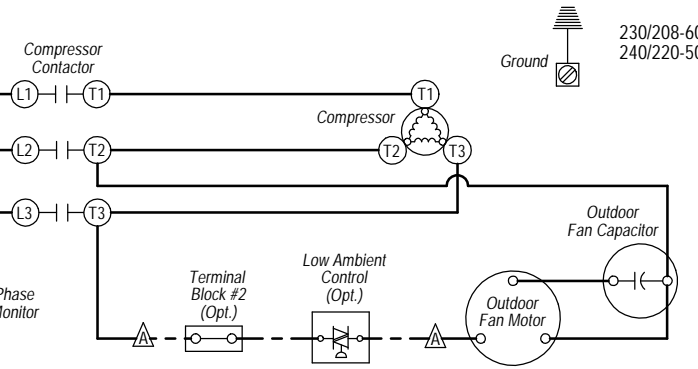 230/208-60
240/220-50
Ground
Compressor
Contactor
L1
T1
T1
Compressor
L2
T2
T2
T3
L3
T3
Outdoor
Fan Capacitor
Phase
Monitor
Terminal
Block #2
(Opt.)
Low Ambient
Control
(Opt.)
Outdoor
Fan Motor
A
A